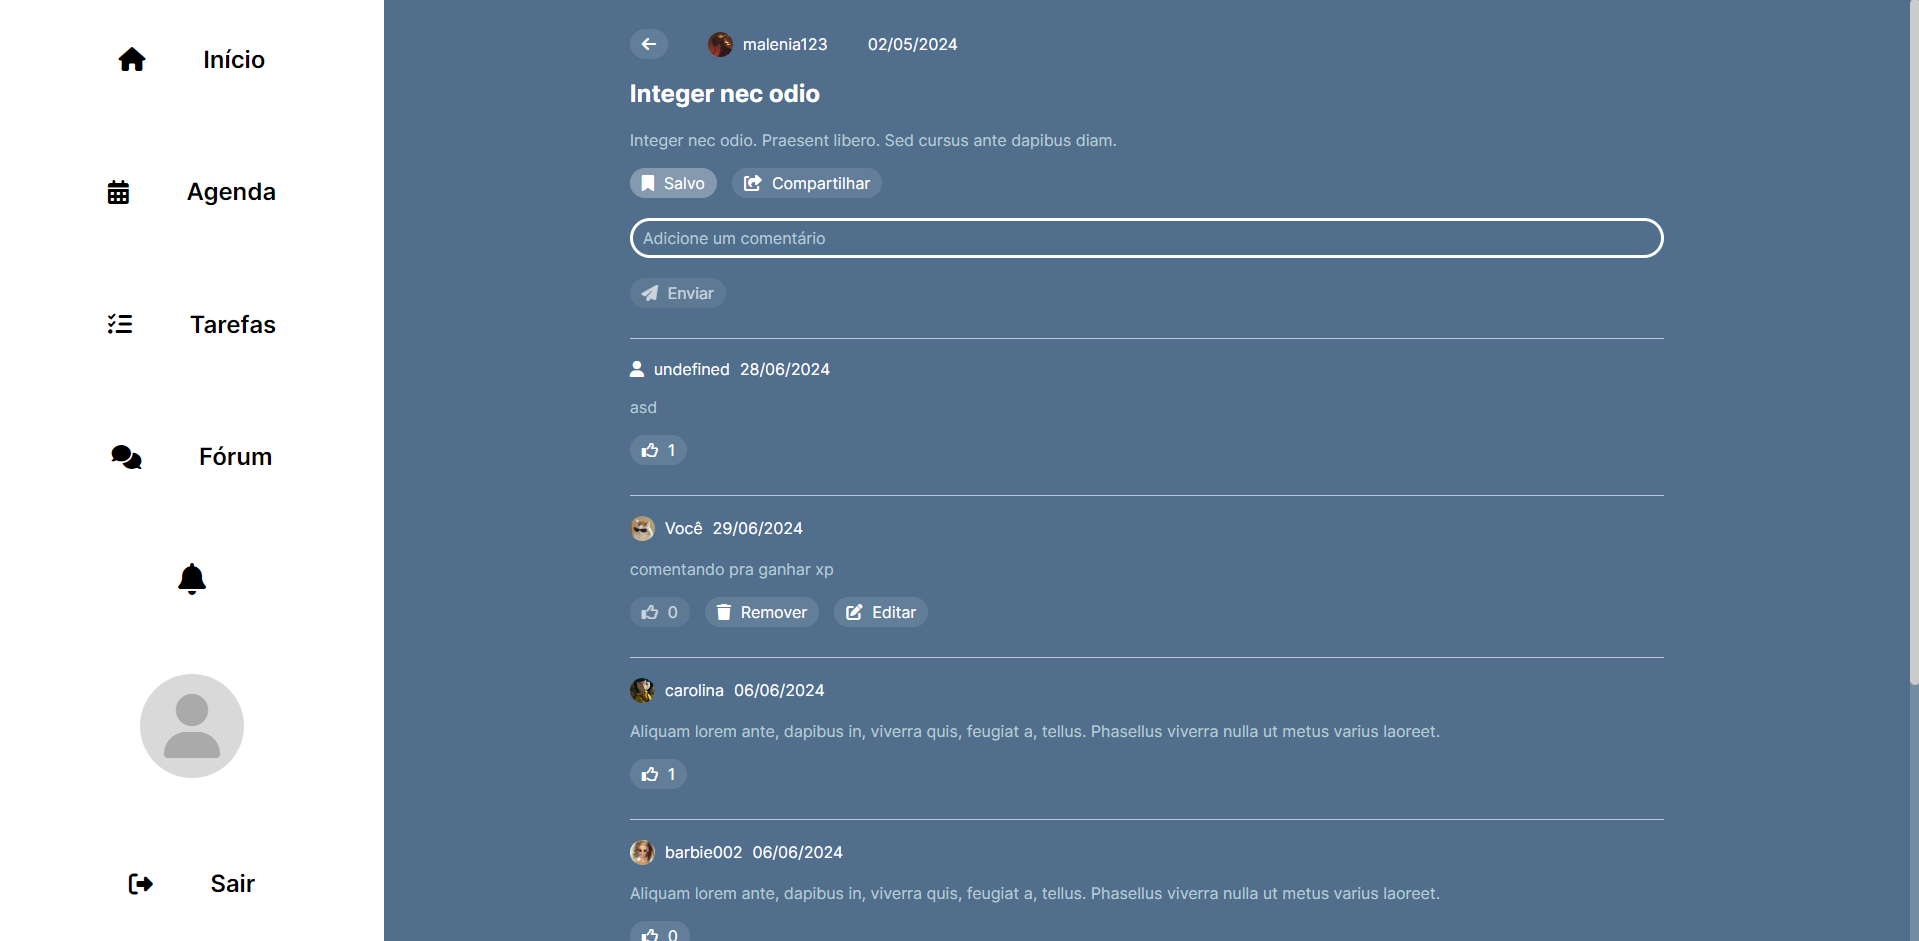 Início
Agenda
Tarefas
Fórum
Sair
malenia123 02/05/2024
Integer nec odio
Integer nec odio. Praesent libero. Sed cursus ante dapibus diam.
Salvo Compartilhar
Adicione um comentário
Enviar
undefined 28/06/2024
asd
1
Você 29/06/2024
comentando pra ganhar xp
0 Remover Editar
carolina 06/06/2024
Aliquam lorem ante, dapibus in, viverra quis, feugiat a, tellus. Phasellus viverra nulla ut metus varius laoreet.
1
barbie002 06/06/2024
Aliquam lorem ante, dapibus in, viverra quis, feugiat a, tellus. Phasellus viverra nulla ut metus varius laoreet.
0